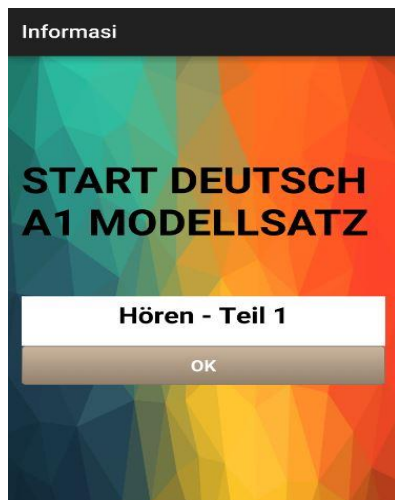 Informasi
START DEUTSCH
A1 MODELLSATZ
Hören - Teil 1
OK